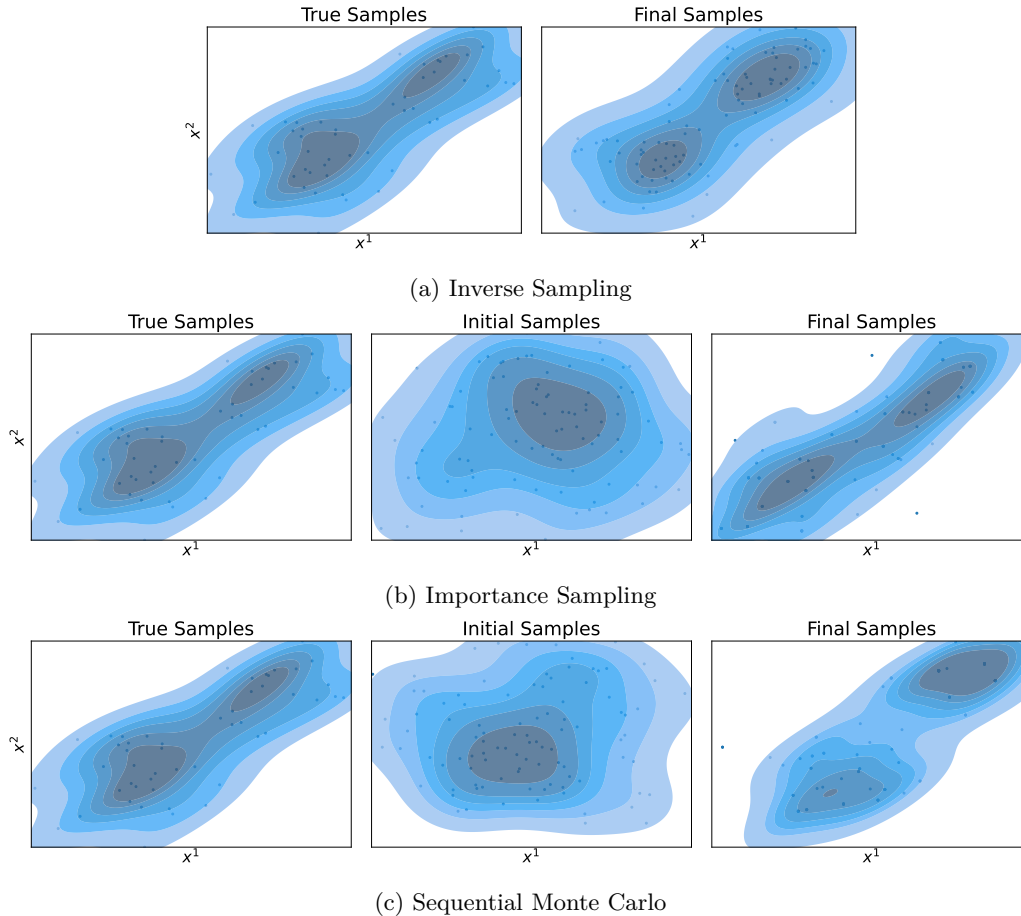 True Samples Final Samples
x²
x¹ x¹
(a) Inverse Sampling
True Samples Initial Samples Final Samples
x²
x¹ x¹ x¹
(b) Importance Sampling
True Samples Initial Samples Final Samples
x²
x¹ x¹ x¹
(c) Sequential Monte Carlo